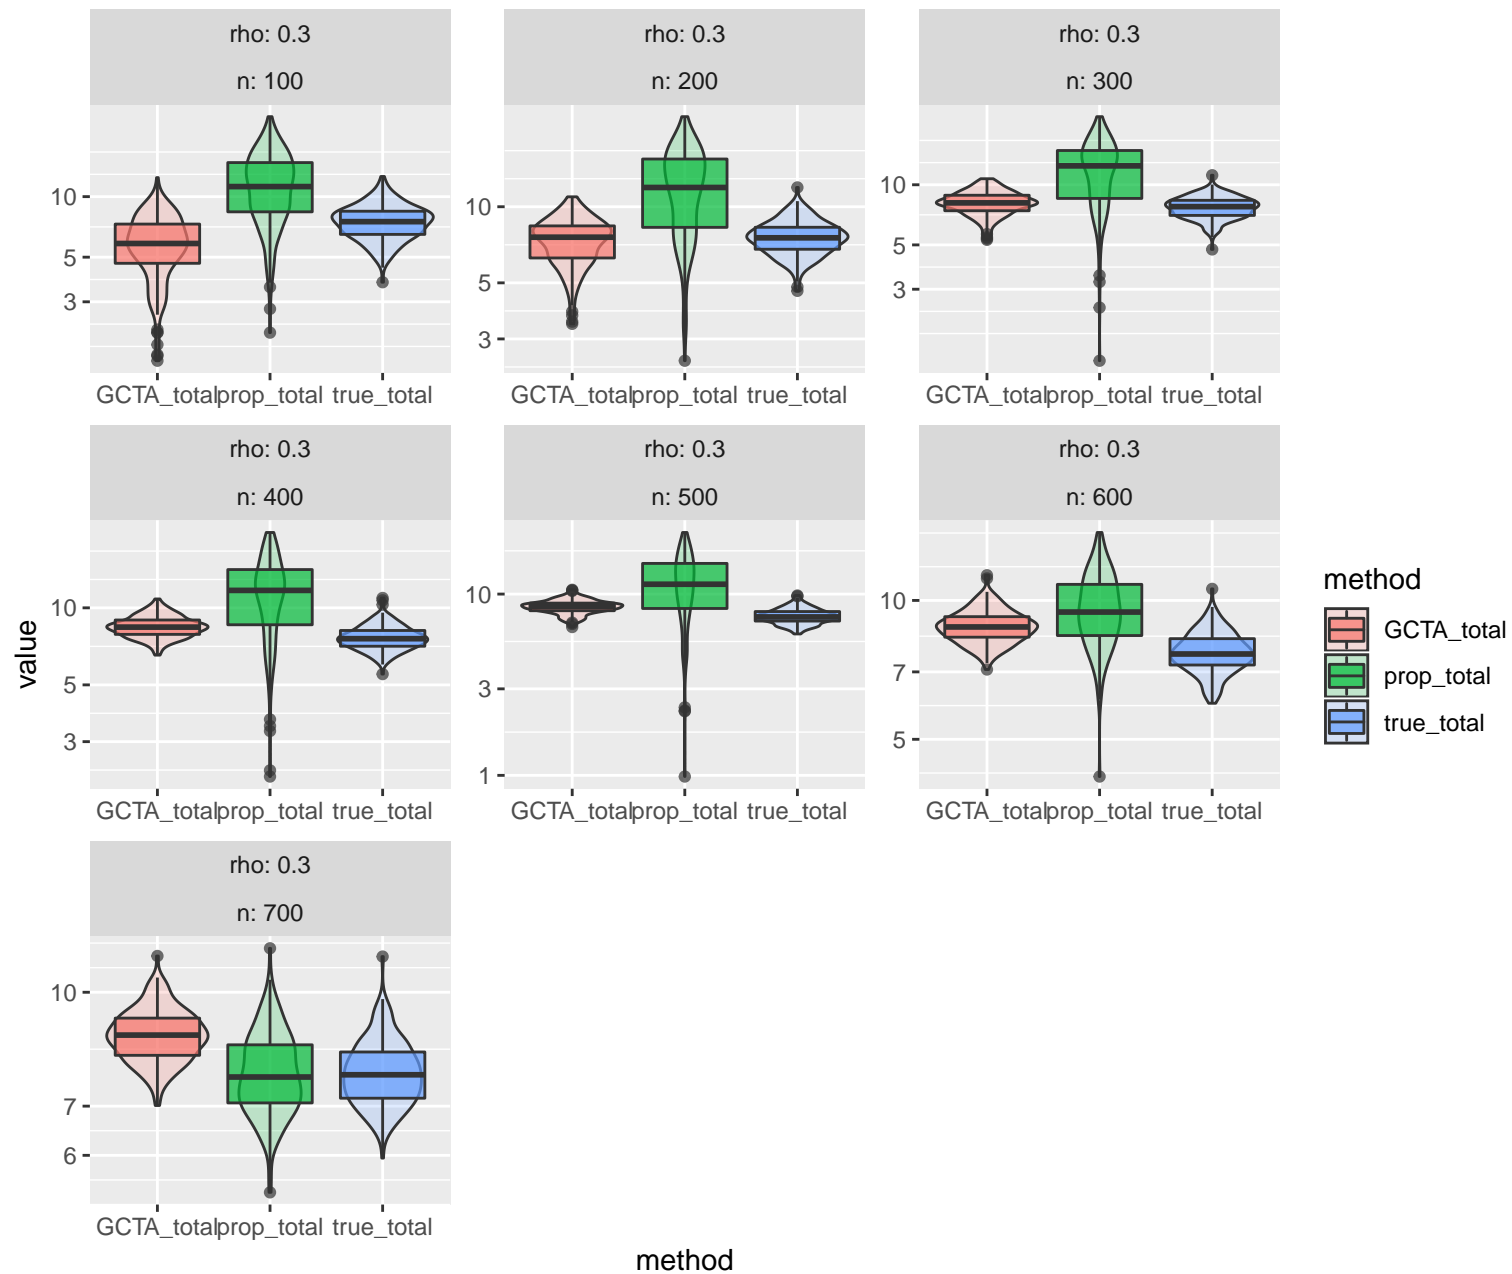 rho: 0.3
n: 100
10
5
3
GCTA_total prop_total true_total
rho: 0.3
n: 200
10
5
3
GCTA_total prop_total true_total
rho: 0.3
n: 300
10
5
3
GCTA_total prop_total true_total
rho: 0.3
n: 400
10
5
3
GCTA_total prop_total true_total
rho: 0.3
n: 500
10
3
1
GCTA_total prop_total true_total
rho: 0.3
n: 600
10
7
5
GCTA_total prop_total true_total
rho: 0.3
n: 700
10
7
6
GCTA_total prop_total true_total
value
method
method
GCTA_total
prop_total
true_total